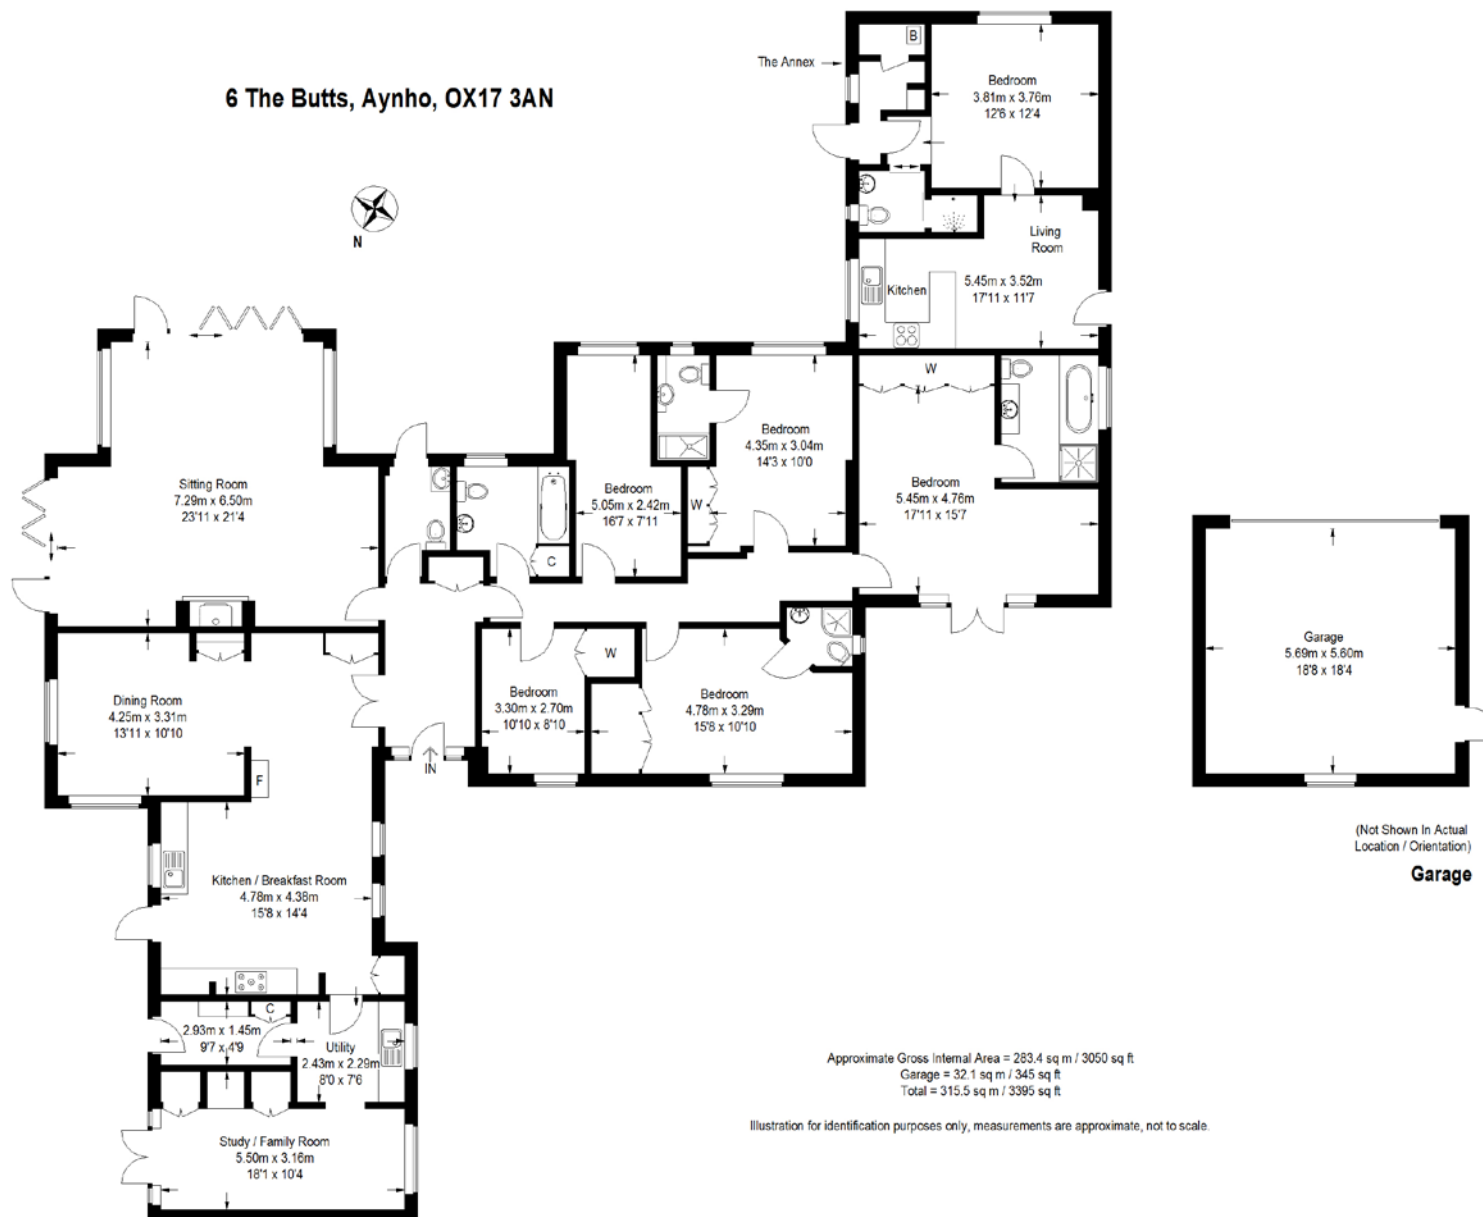 6 The Butts, Aynho, OX17 3AN
N
The Annex
B
Bedroom
3.81m x 3.76m
12'6 x 12'4
Living
Room
Kitchen
5.45m x 3.52m
17'11 x 11'7
Sitting Room
7.29m x 6.50m
23'11 x 21'4
C
Bedroom
5.05m x 2.42m
16'7 x 7'11
W
Bedroom
4.35m x 3.04m
14'3 x 10'0
W
Bedroom
5.45m x 4.76m
17'11 x 15'7
Dining Room
4.25m x 3.31m
13'11 x 10'10
F
IN
W
Bedroom
3.30m x 2.70m
10'10 x 8'10
Bedroom
4.78m x 3.29m
15'8 x 10'10
Garage
5.69m x 5.60m
18'8 x 18'4
(Not Shown In Actual
Location / Orientation)
Garage
Kitchen / Breakfast Room
4.78m x 4.38m
15'8 x 14'4
C
2.93m x 1.45m
9'7 x 4'9
Utility
2.43m x 2.29m
8'0 x 7'6
Study / Family Room
5.50m x 3.16m
18'1 x 10'4
Approximate Gross Internal Area = 283.4 sq m / 3050 sq ft
Garage = 32.1 sq m / 345 sq ft
Total = 315.5 sq m / 3395 sq ft
Illustration for identification purposes only, measurements are approximate, not to scale.